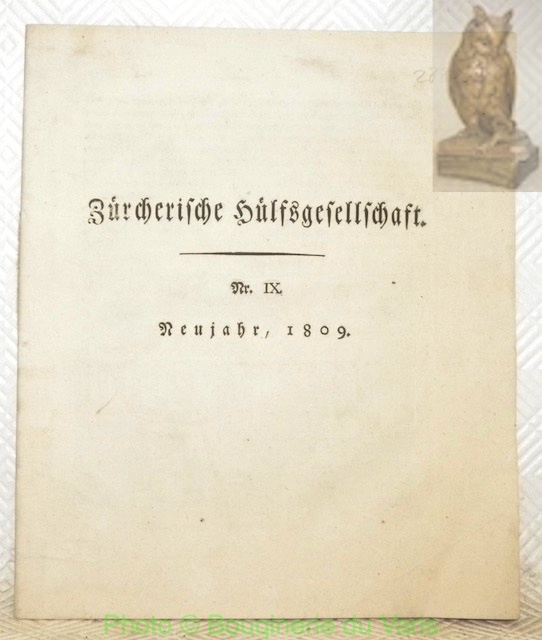 Zürcherische Hülfsgesellschaft.
Nr. IX.
Neujahr, 1809.
Photo © Bouquinerie du Varis